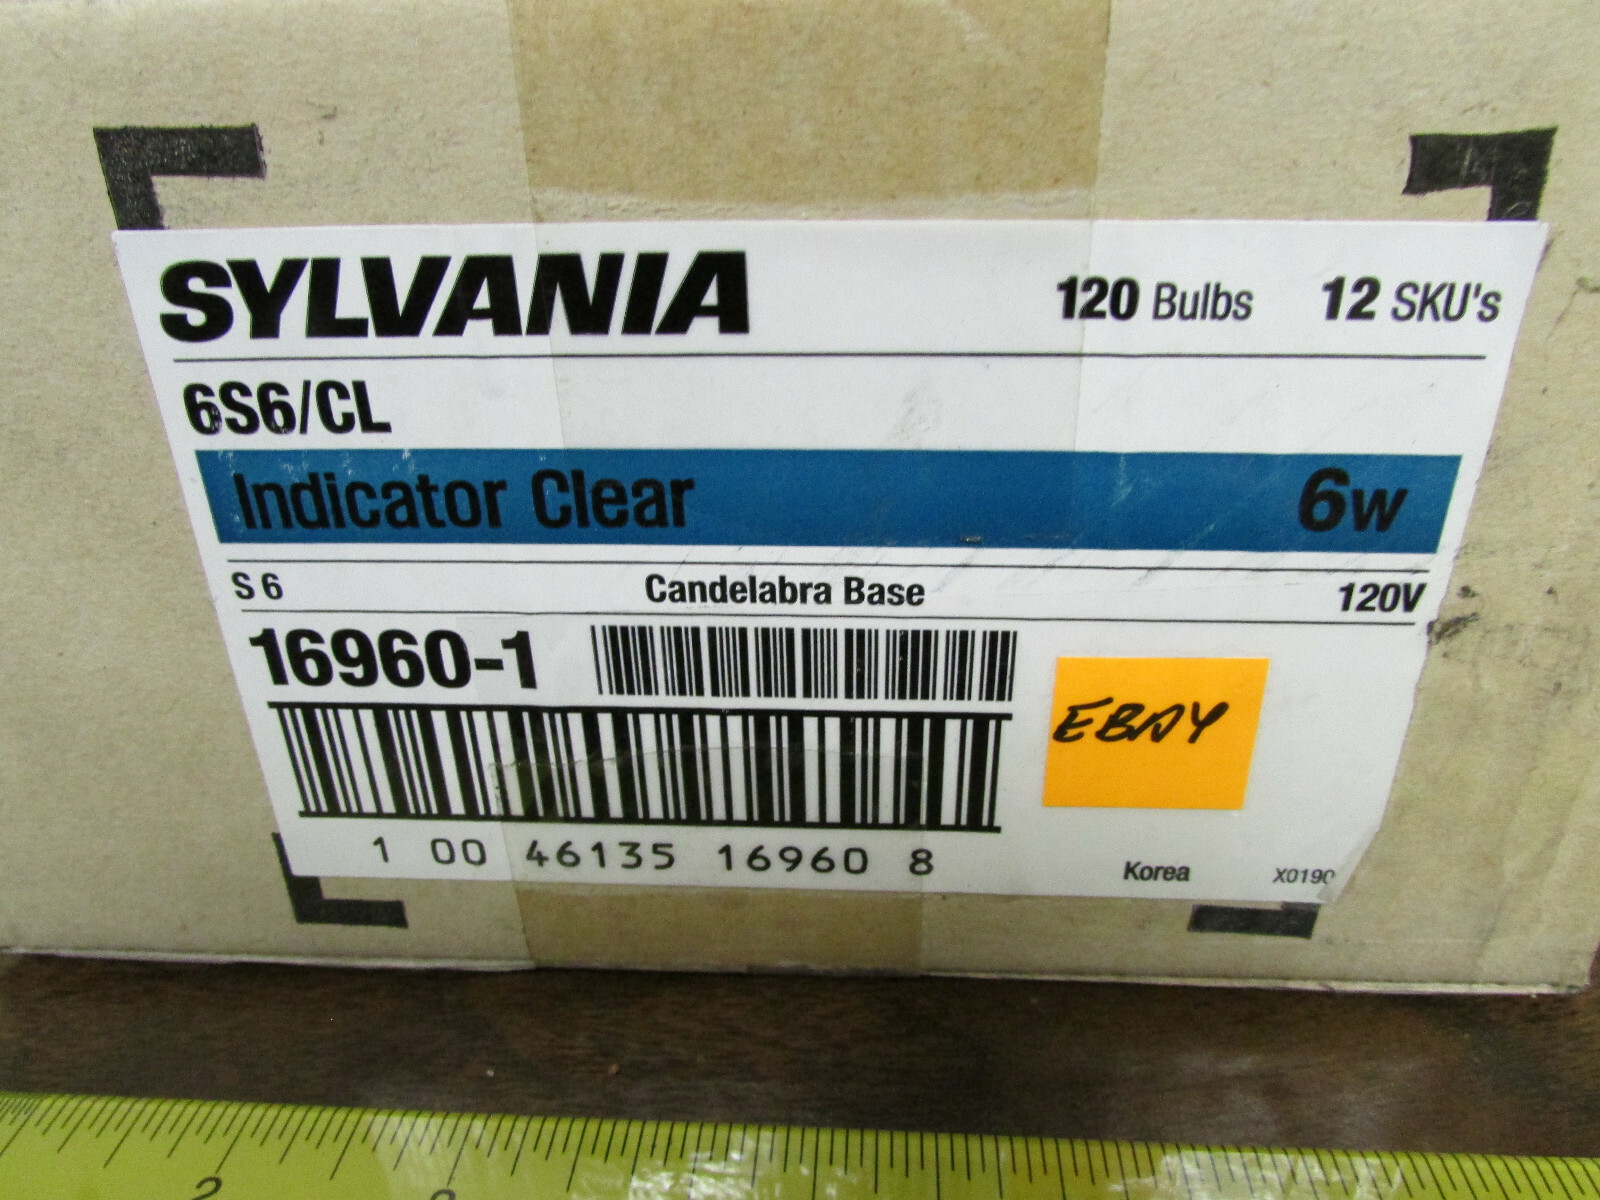 SYLVANIA 120 Bulbs 12 SKU's
6S6/CL
Indicator Clear 6w
S 6 Candelabra Base 120V
16960-1
EBAY
1 00 46135 16960 8
Korea X0190
2